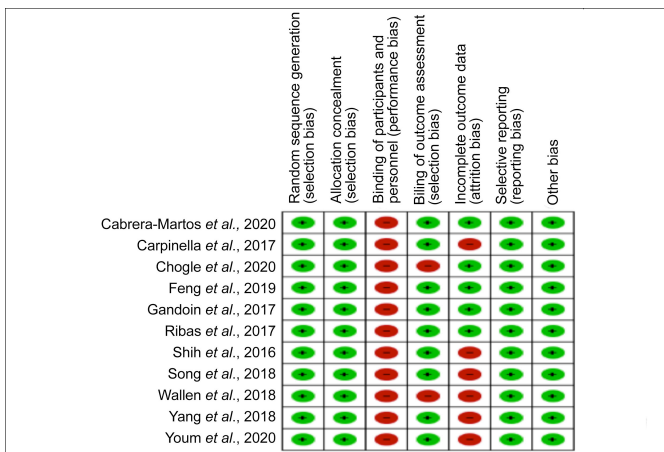 Random sequence generation
(selection bias)
Allocation concealment
(selection bias)
Binding of participants and
personnel (performance bias)
Biling of outcome assessment
(selection bias)
Incomplete outcome data
(attrition bias)
Selective reporting
(reporting bias)
Other bias
Cabrera-Martos et al., 2020
Carpinella et al., 2017
Chogle et al., 2020
Feng et al., 2019
Gandoin et al., 2017
Ribas et al., 2017
Shih et al., 2016
Song et al., 2018
Wallen et al., 2018
Yang et al., 2018
Youm et al., 2020